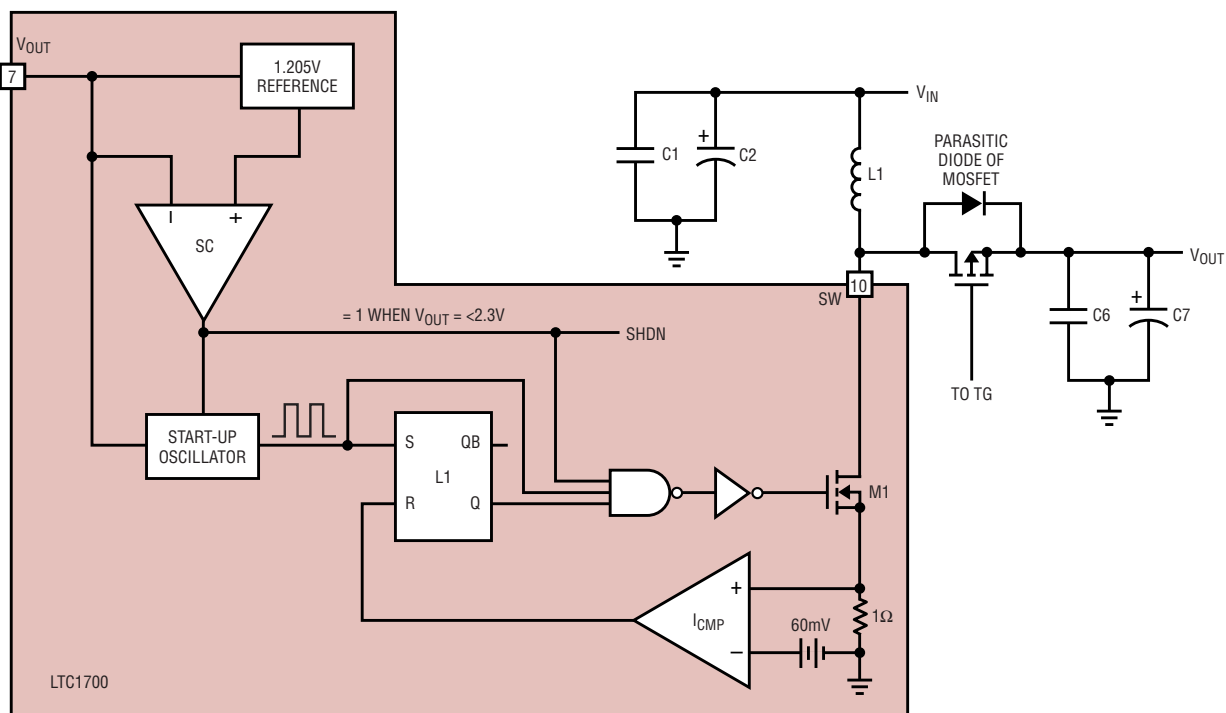 VOUT
7
1.205V
REFERENCE
– +
SC
= 1 WHEN VOUT = <2.3V
SHDN
START-UP
OSCILLATOR
S QB
L1
R Q
ICMP
+
–
60mV
1Ω
M1
LTC1700
VIN
C1
+
C2
L1
PARASITIC
DIODE OF
MOSFET
VOUT
10
SW
TO TG
C6
+
C7